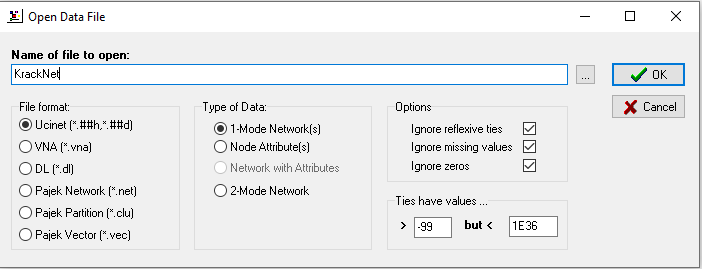 Open Data File
Name of file to open:
KrackNet
...
OK
Cancel
File format:
Ucinet (*.##h,*.##d)
VNA (*.vna)
DL (*.dl)
Pajek Network (*.net)
Pajek Partition (*.clu)
Pajek Vector (*.vec)
Type of Data:
1-Mode Network(s)
Node Attribute(s)
Network with Attributes
2-Mode Network
Options
Ignore reflexive ties
Ignore missing values
Ignore zeros
Ties have values ...
> -99 but < 1E36